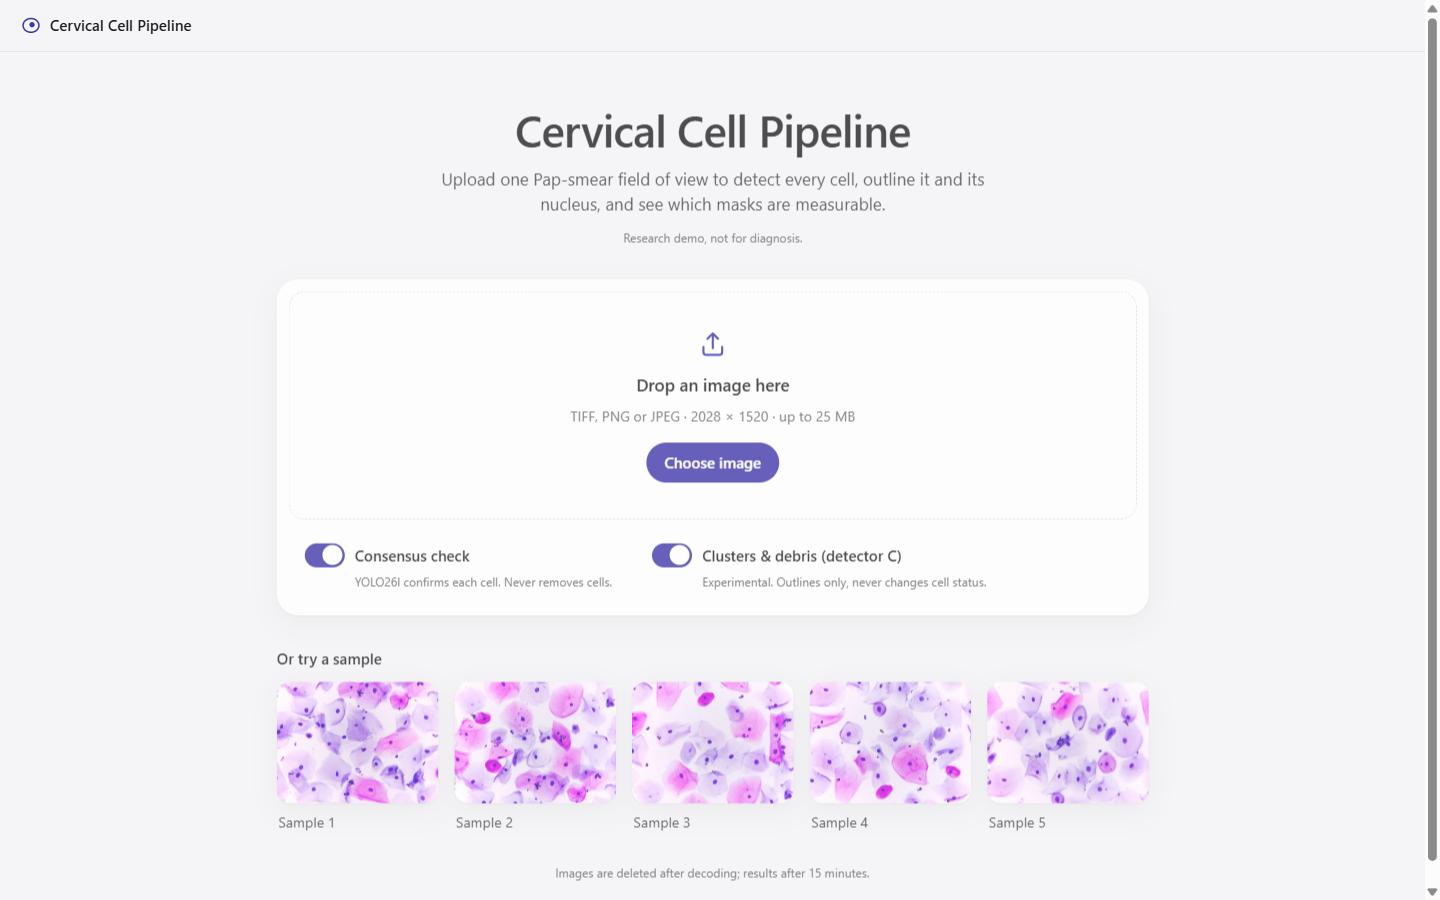 Cervical Cell Pipeline
Cervical Cell Pipeline
Upload one Pap-smear field of view to detect every cell, outline it and its
nucleus, and see which masks are measurable.
Research demo, not for diagnosis.
Drop an image here
TIFF, PNG or JPEG · 2028 × 1520 · up to 25 MB
Choose image
Consensus check
YOLO26l confirms each cell. Never removes cells.
Clusters & debris (detector C)
Experimental. Outlines only, never changes cell status.
Or try a sample
Sample 1
Sample 2
Sample 3
Sample 4
Sample 5
Images are deleted after decoding; results after 15 minutes.